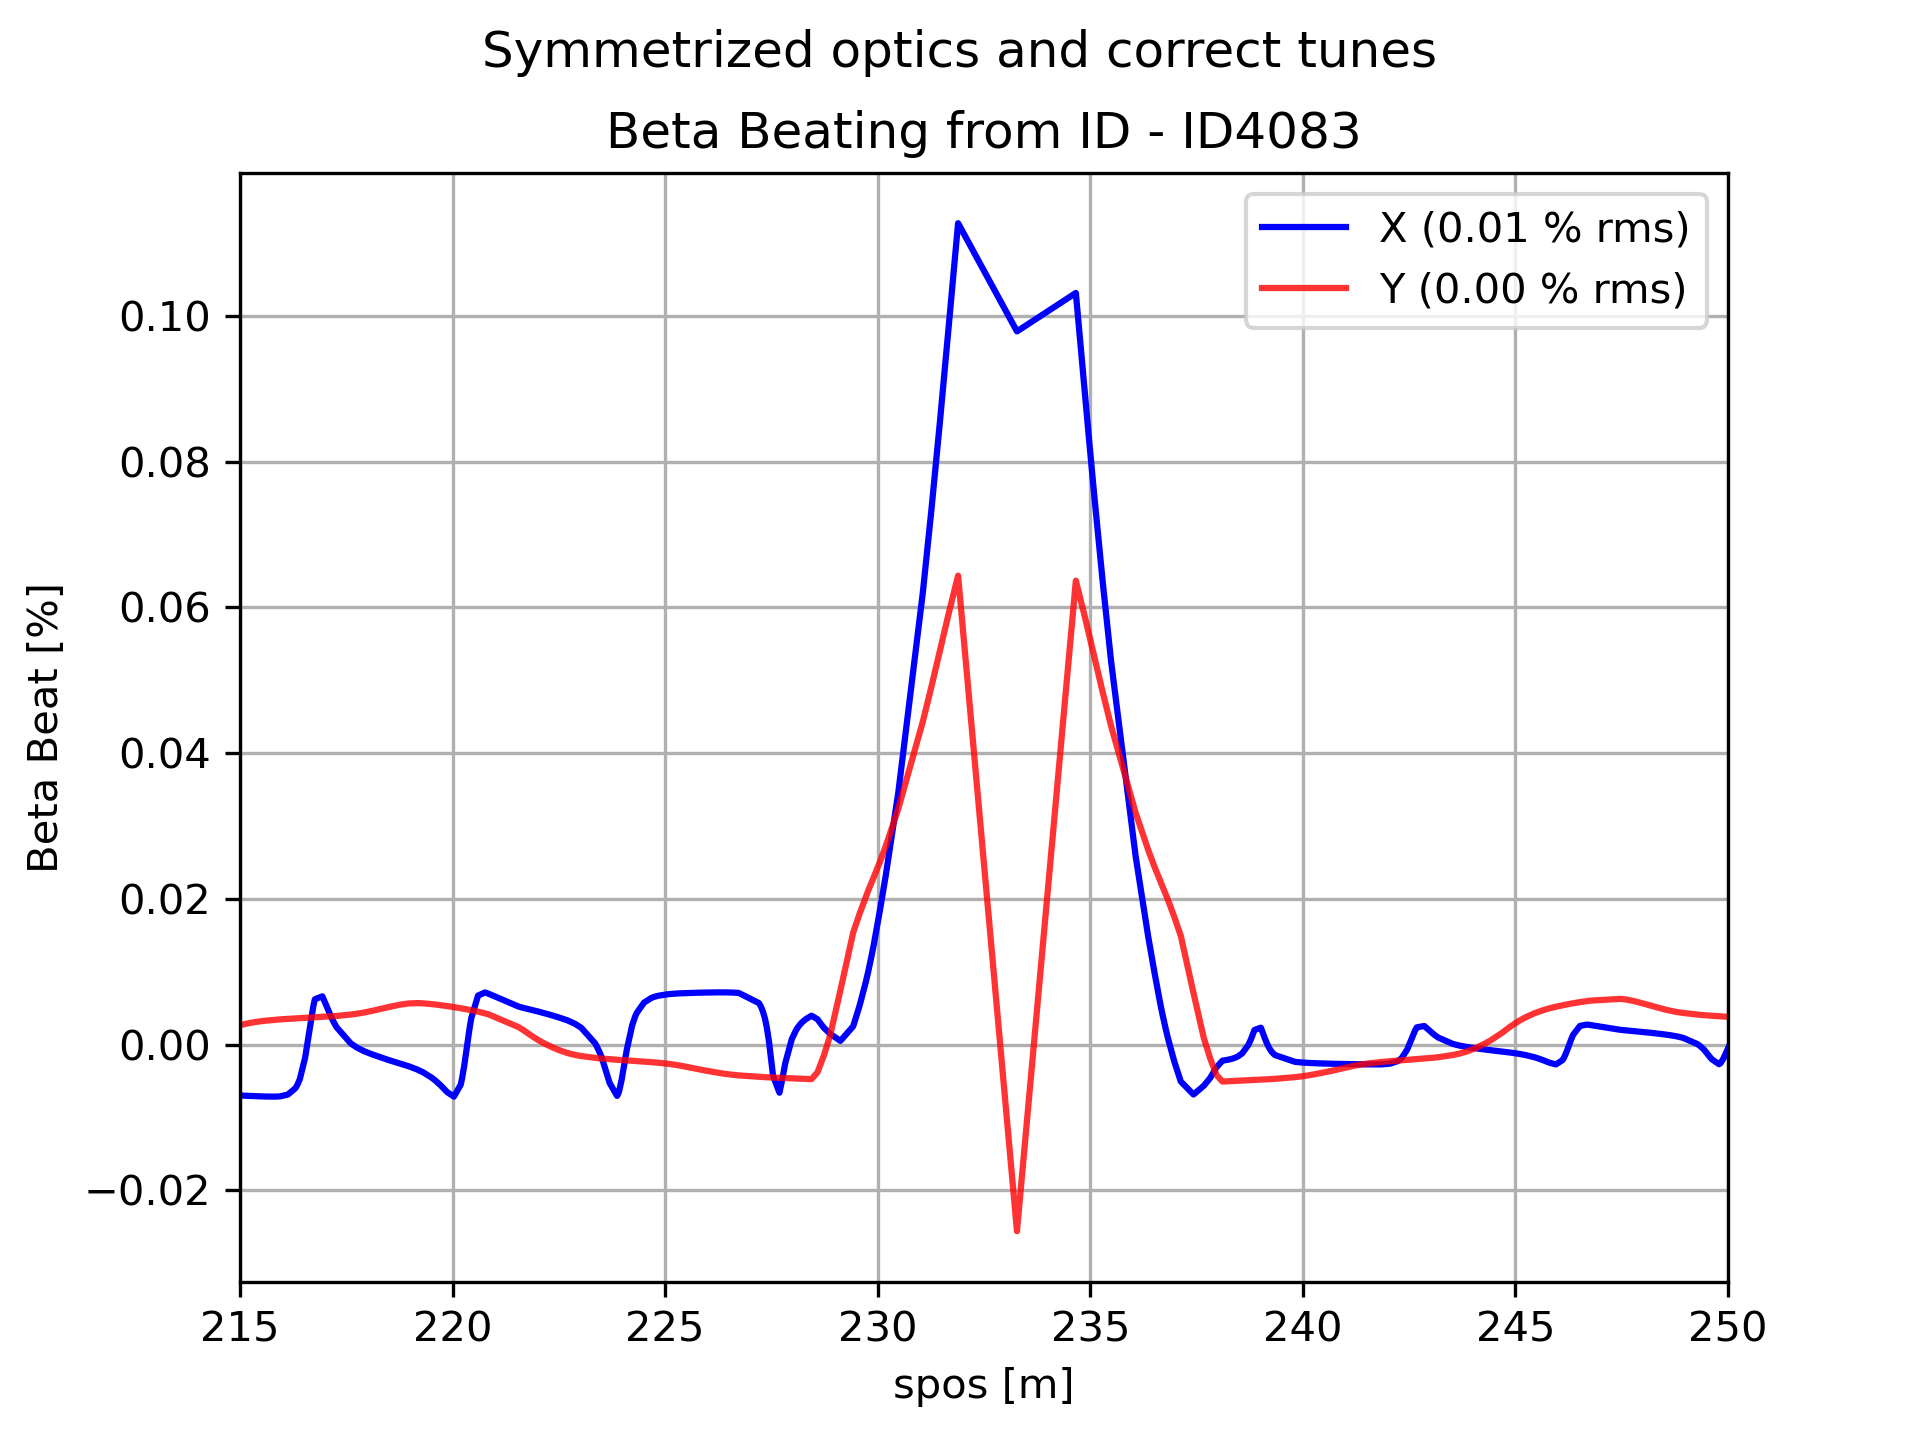 Symmetrized optics and correct tunes
Beta Beating from ID - ID4083
X (0.01 % rms)
Y (0.00 % rms)
Beta Beat [%]
0.10
0.08
0.06
0.04
0.02
0.00
−0.02
215 220 225 230 235 240 245 250
spos [m]